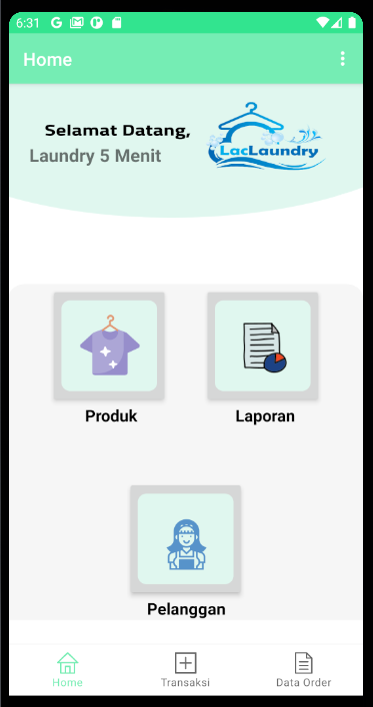 6:31
Home
Selamat Datang,
Laundry 5 Menit
LacLaundry
Produk
Laporan
Pelanggan
Home
Transaksi
Data Order